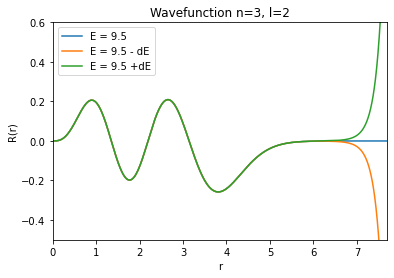 Wavefunction n=3, l=2
E = 9.5
E = 9.5 - dE
E = 9.5 +dE
R(r)
0.6
0.4
0.2
0.0
−0.2
−0.4
0
1
2
3
4
5
6
7
r